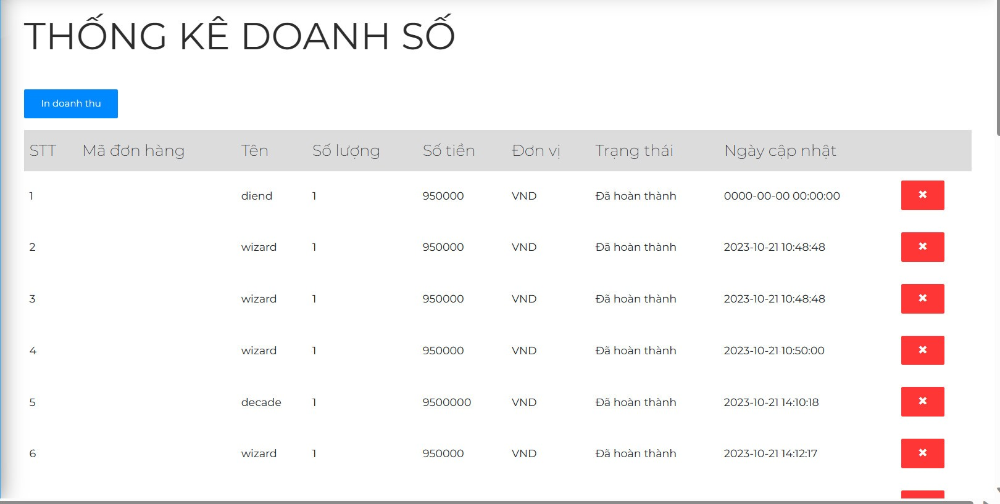 THỐNG KÊ DOANH SỐ
In doanh thu
STT Mã đơn hàng Tên Số lượng Số tiền Đơn vị Trạng thái Ngày cập nhật
1 diend 1 950000 VND Đã hoàn thành 0000-00-00 00:00:00
2 wizard 1 950000 VND Đã hoàn thành 2023-10-21 10:48:48
3 wizard 1 950000 VND Đã hoàn thành 2023-10-21 10:48:48
4 wizard 1 950000 VND Đã hoàn thành 2023-10-21 10:50:00
5 decade 1 9500000 VND Đã hoàn thành 2023-10-21 14:10:18
6 wizard 1 950000 VND Đã hoàn thành 2023-10-21 14:12:17